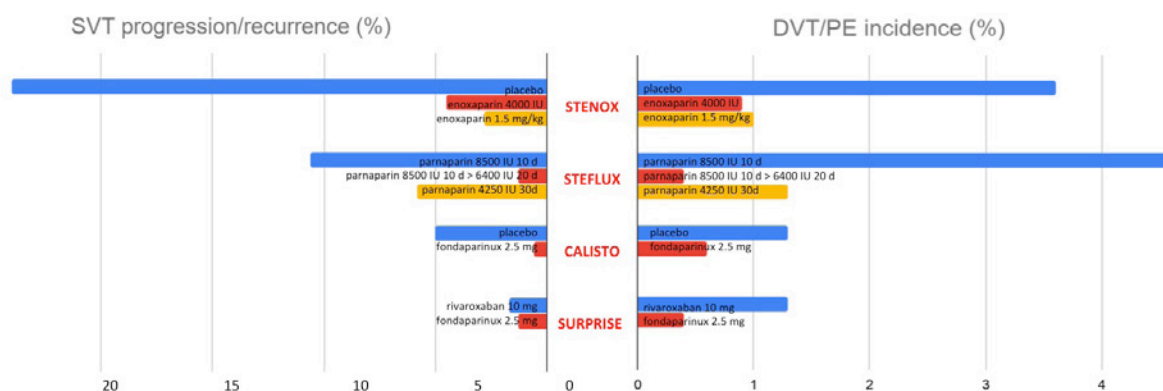 SVT progression/recurrence (%)
DVT/PE incidence (%)
placebo
enoxaparin 4000 IU
enoxaparin 1.5 mg/kg
STENOX
placebo
enoxaparin 4000 IU
enoxaparin 1.5 mg/kg
parnaparin 8500 IU 10 d
parnaparin 8500 IU 10 d > 6400 IU 20 d
parnaparin 4250 IU 30d
STEFLUX
parnaparin 8500 IU 10 d
parnaparin 8500 IU 10 d > 6400 IU 20 d
parnaparin 4250 IU 30d
placebo
fondaparinux 2.5 mg
CALISTO
placebo
fondaparinux 2.5 mg
rivaroxaban 10 mg
fondaparinux 2.5 mg
SURPRISE
rivaroxaban 10 mg
fondaparinux 2.5 mg
20 15 10 5 0
0 1 2 3 4